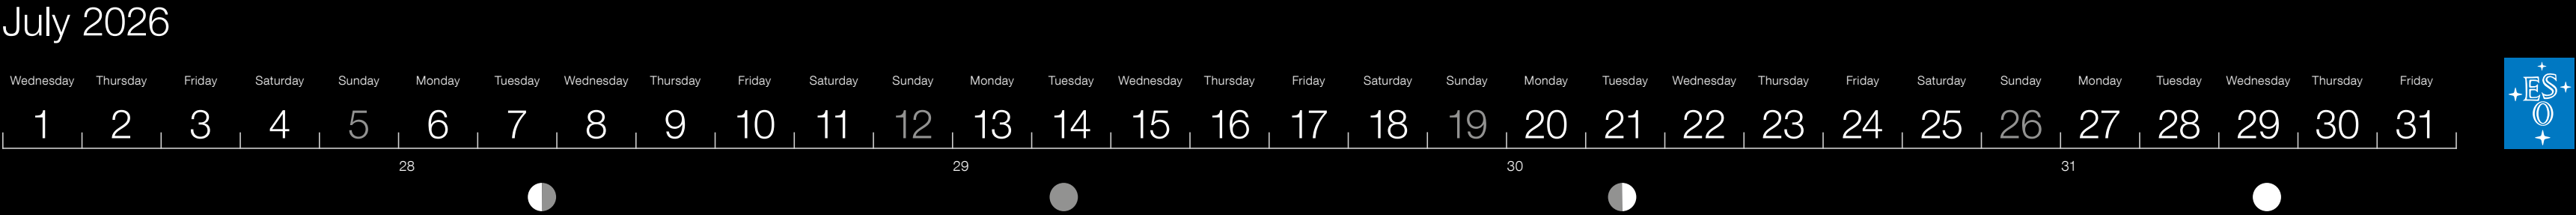 July 2026
Wednesday Thursday Friday Saturday Sunday Monday Tuesday Wednesday Thursday Friday Saturday Sunday Monday Tuesday Wednesday Thursday Friday Saturday Sunday Monday Tuesday Wednesday Thursday Friday Saturday Sunday Monday Tuesday Wednesday Thursday Friday
1 2 3 4 5 6 7 8 9 10 11 12 13 14 15 16 17 18 19 20 21 22 23 24 25 26 27 28 29 30 31
28 29 30 31
ES
O